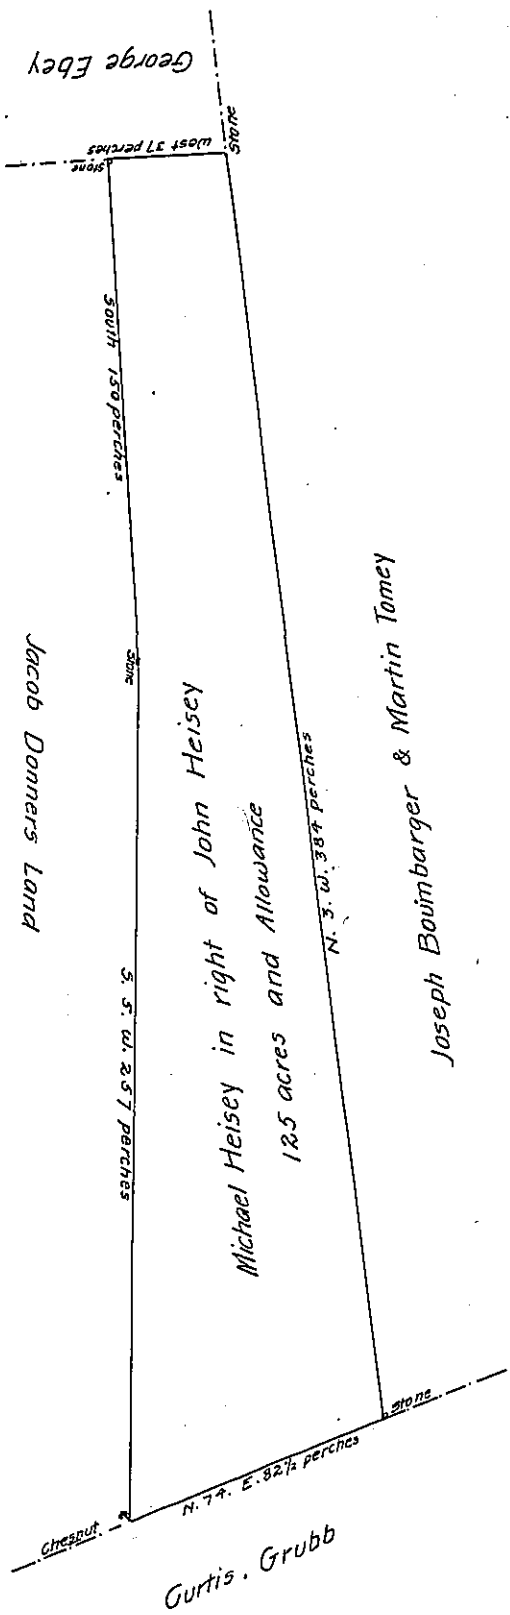 George Ebey
West 37 perches
Stone
Stone
South 150 perches
Stone
Jacob Donners Land
S. 5. W. 257 perches
Michael Heisey in right of John Heisey
125 acres and Allowance
N. 3. W. 384 perches
Joseph Boumbarger & Martin Tomey
Stone
N. 74. E. 82½ perches
Chesnut
Curtis. Grubb